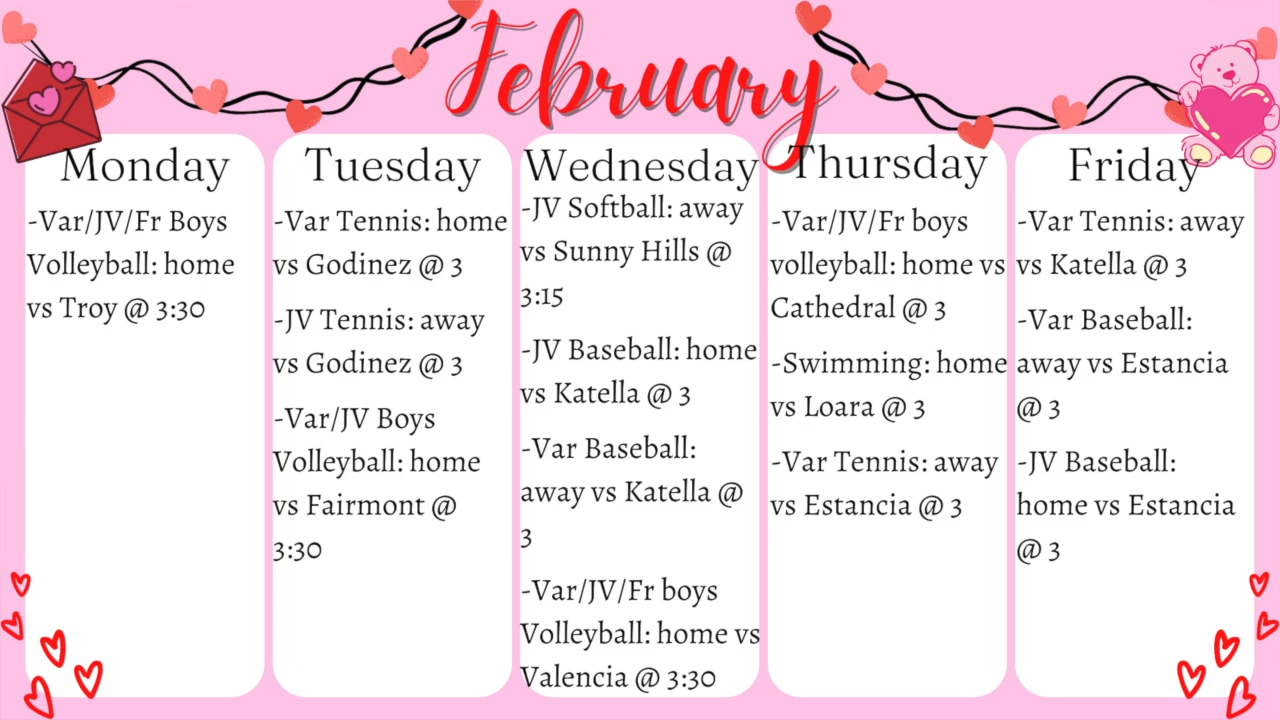 February
Monday
-Var/JV/Fr Boys
Volleyball: home
vs Troy @ 3:30
Tuesday
-Var Tennis: home
vs Godinez @ 3
-JV Tennis: away
vs Godinez @ 3
-Var/JV Boys
Volleyball: home
vs Fairmont @
3:30
Wednesday
-JV Softball: away
vs Sunny Hills @
3:15
-JV Baseball: home
vs Katella @ 3
-Var Baseball:
away vs Katella @
3
-Var/JV/Fr boys
Volleyball: home vs
Valencia @ 3:30
Thursday
-Var/JV/Fr boys
volleyball: home vs
Cathedral @ 3
-Swimming: home
vs Loara @ 3
-Var Tennis: away
vs Estancia @ 3
Friday
-Var Tennis: away
vs Katella @ 3
-Var Baseball:
away vs Estancia
@ 3
-JV Baseball:
home vs Estancia
@ 3